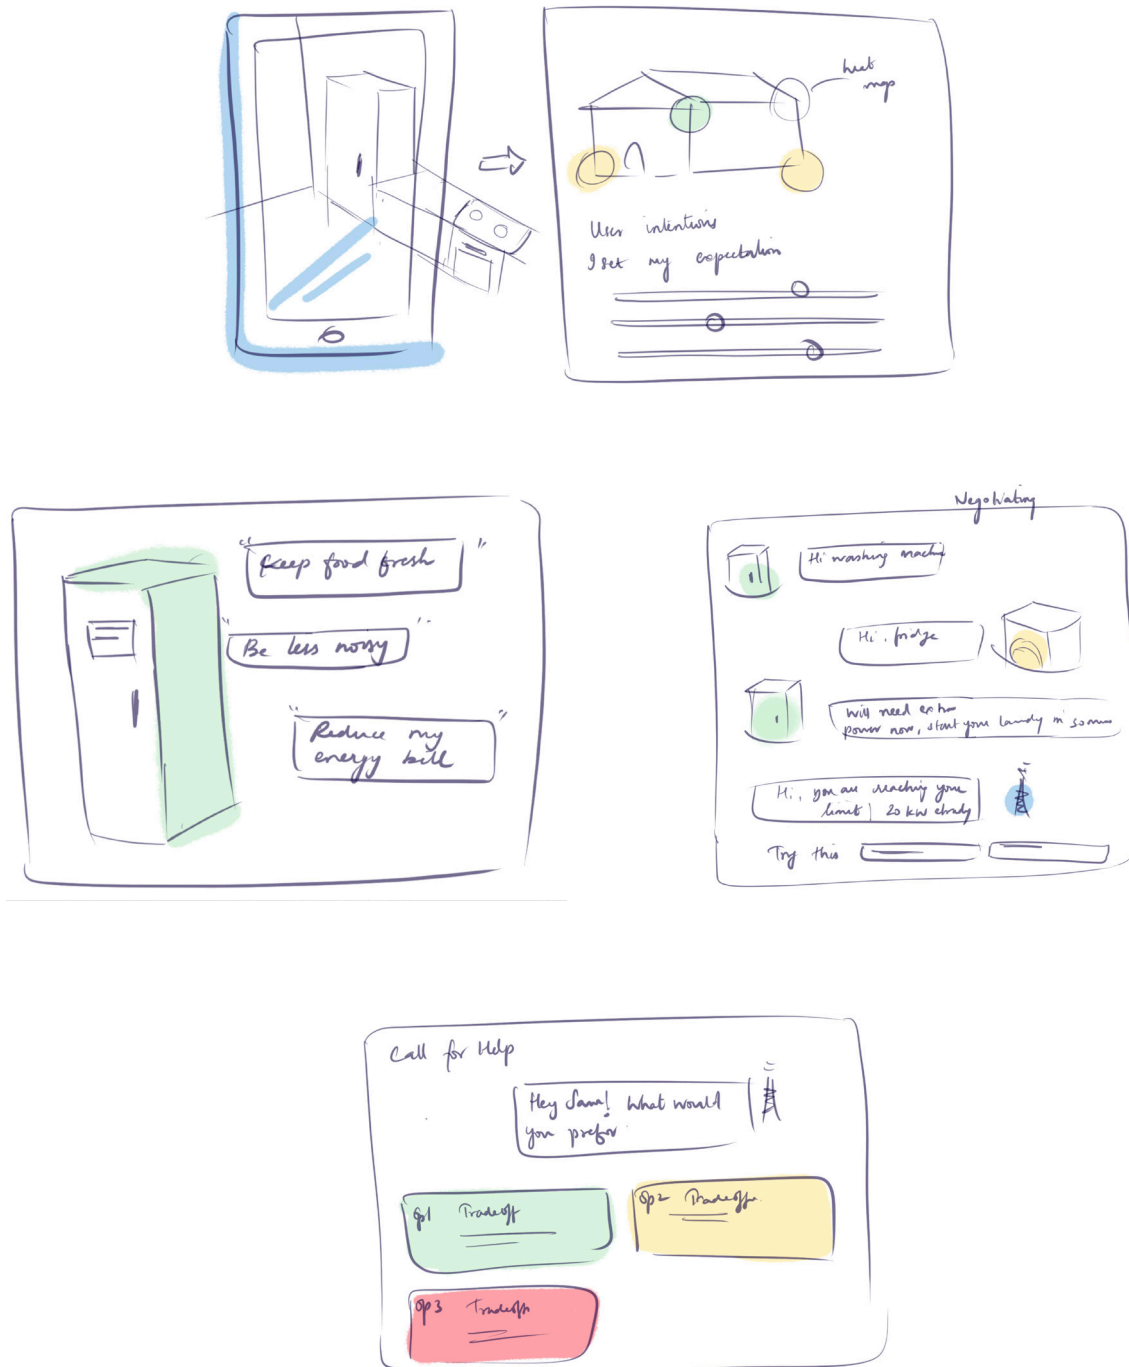 heat
map
User intentions
I set my expectation
"Keep food fresh"
"Be less noisy"
"Reduce my
energy bill"
Negotiating
Hi washing machine
Hi, fridge
Will need extra
power now, start your laundry in 30 mins
Hi, you are reaching your
limit | 20 kW already
Try this
Call for Help
Hey Sam! What would
you prefer
Op1 Tradeoff
Op2 Tradeoff
Op3 Tradeoff